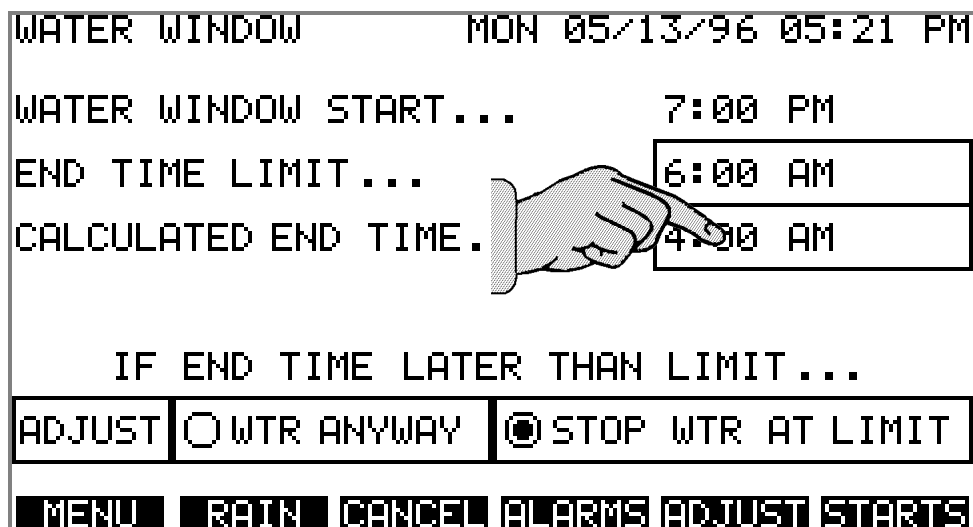 WATER WINDOW MON 05/13/96 05:21 PM
WATER WINDOW START... 7:00 PM
END TIME LIMIT... 6:00 AM
CALCULATED END TIME. 4:00 AM
IF END TIME LATER THAN LIMIT...
ADJUST WTR ANYWAY STOP WTR AT LIMIT
MENU RAIN CANCEL ALARMS ADJUST STARTS